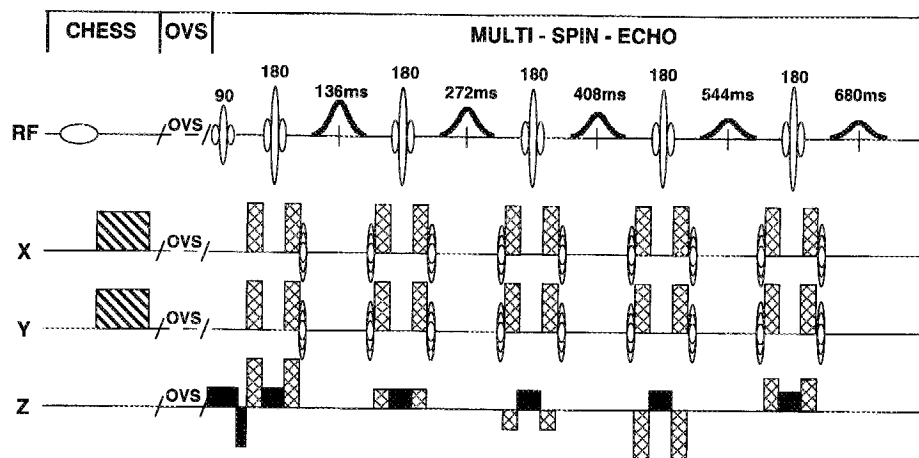 CHESS OVS MULTI - SPIN - ECHO
180 180 180 180 180
90 136ms 272ms 408ms 544ms 680ms
RF OVS
X OVS
Y OVS
Z OVS